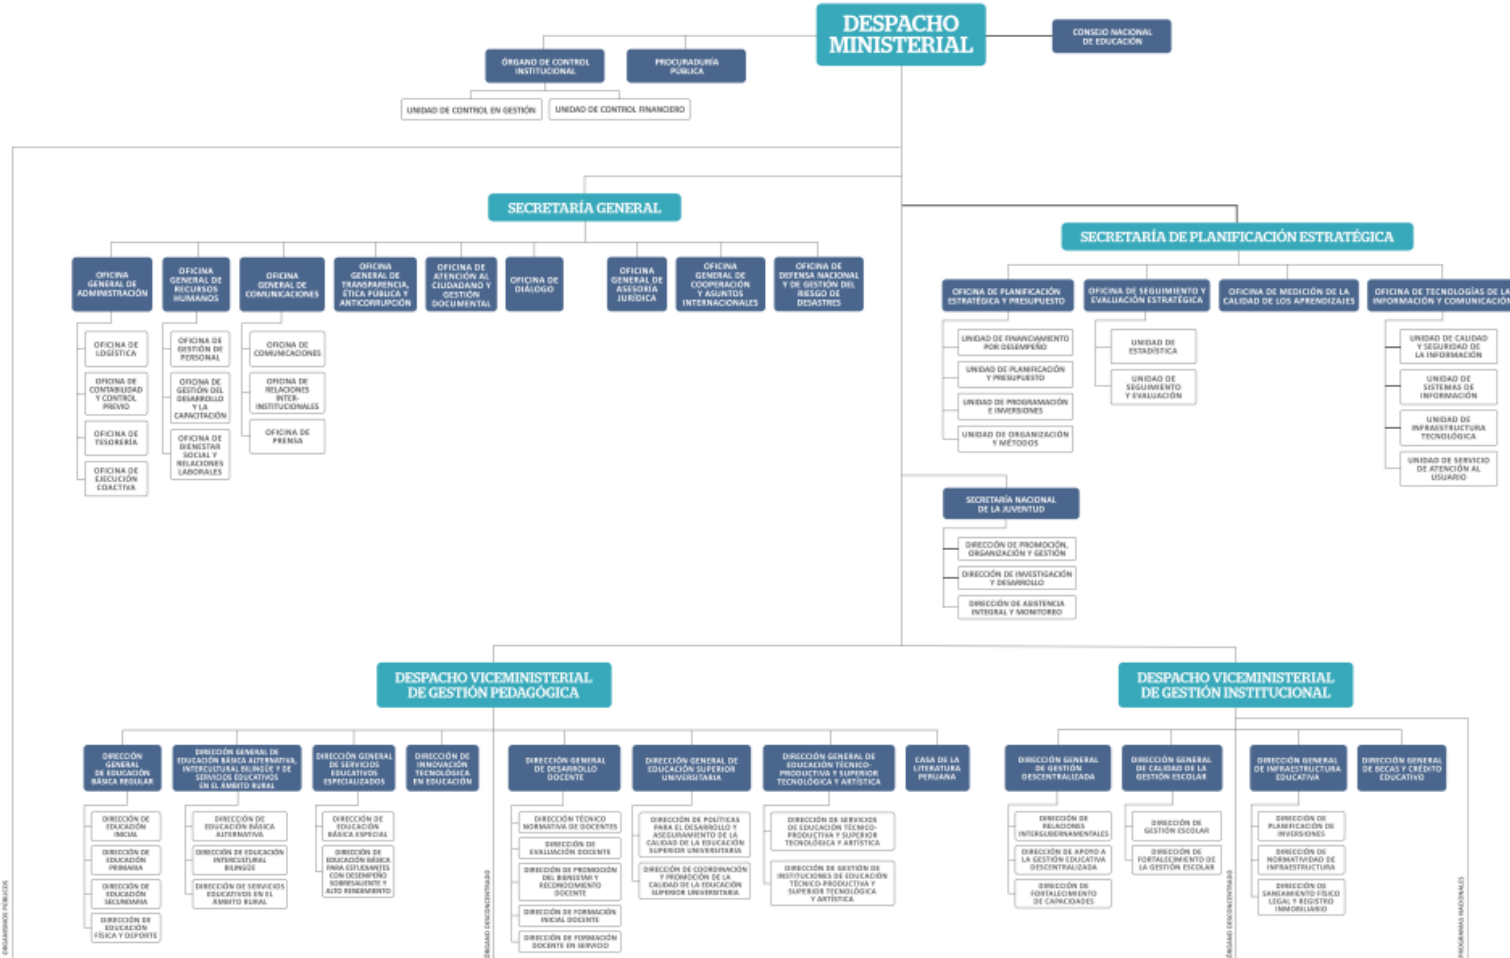 DESPACHO
MINISTERIAL
CONSEJO NACIONAL
DE EDUCACIÓN
ÓRGANO DE CONTROL
INSTITUCIONAL
PROCURADURÍA
PÚBLICA
UNIDAD DE CONTROL EN GESTIÓN
UNIDAD DE CONTROL FINANCIERO
SECRETARÍA GENERAL
SECRETARÍA DE PLANIFICACIÓN ESTRATÉGICA
OFICINA
GENERAL DE
ADMINISTRACIÓN
OFICINA
GENERAL DE
RECURSOS
HUMANOS
OFICINA
GENERAL DE
COMUNICACIONES
OFICINA
GENERAL DE
TRANSPARENCIA,
ÉTICA PÚBLICA Y
ANTICORRUPCIÓN
OFICINA DE
ATENCIÓN AL
CIUDADANO Y
GESTIÓN
DOCUMENTAL
OFICINA DE
DIÁLOGO
OFICINA
GENERAL DE
ASESORÍA
JURÍDICA
OFICINA
GENERAL DE
COOPERACIÓN
Y ASUNTOS
INTERNACIONALES
OFICINA DE
DEFENSA NACIONAL
Y DE GESTIÓN DEL
RIESGO DE
DESASTRES
OFICINA DE PLANIFICACIÓN
ESTRATÉGICA Y PRESUPUESTO
OFICINA DE SEGUIMIENTO Y
EVALUACIÓN ESTRATÉGICA
OFICINA DE MEDICIÓN DE LA
CALIDAD DE LOS APRENDIZAJES
OFICINA DE TECNOLOGÍAS DE LA
INFORMACIÓN Y COMUNICACIÓN
OFICINA DE
LOGÍSTICA
OFICINA DE
CONTABILIDAD
Y CONTROL
PREVIO
OFICINA DE
TESORERÍA
OFICINA DE
EJECUCIÓN
COACTIVA
OFICINA DE
GESTIÓN DE
PERSONAL
OFICINA DE
GESTIÓN DEL
DESARROLLO
Y LA
CAPACITACIÓN
OFICINA DE
BIENESTAR
SOCIAL Y
RELACIONES
LABORALES
OFICINA DE
COMUNICACIONES
OFICINA DE
RELACIONES
INTER-
INSTITUCIONALES
OFICINA DE
PRENSA
UNIDAD DE FINANCIAMIENTO
POR DESEMPEÑO
UNIDAD DE PLANIFICACIÓN
Y PRESUPUESTO
UNIDAD DE PROGRAMACIÓN
E INVERSIONES
UNIDAD DE ORGANIZACIÓN
Y MÉTODOS
UNIDAD DE
ESTADÍSTICA
UNIDAD DE
SEGUIMIENTO
Y EVALUACIÓN
UNIDAD DE CALIDAD
Y SEGURIDAD DE
LA INFORMACIÓN
UNIDAD DE
SISTEMAS DE
INFORMACIÓN
UNIDAD DE
INFRAESTRUCTURA
TECNOLÓGICA
UNIDAD DE SERVICIO
DE ATENCIÓN AL
USUARIO
SECRETARÍA NACIONAL
DE LA JUVENTUD
DIRECCIÓN DE PROMOCIÓN,
ORGANIZACIÓN Y GESTIÓN
DIRECCIÓN DE INVESTIGACIÓN
Y DESARROLLO
DIRECCIÓN DE ASISTENCIA
INTEGRAL Y MONITOREO
DESPACHO VICEMINISTERIAL
DE GESTIÓN PEDAGÓGICA
DESPACHO VICEMINISTERIAL
DE GESTIÓN INSTITUCIONAL
DIRECCIÓN
GENERAL
DE EDUCACIÓN
BÁSICA REGULAR
DIRECCIÓN GENERAL DE
EDUCACIÓN BÁSICA ALTERNATIVA,
INTERCULTURAL BILINGÜE Y DE
SERVICIOS EDUCATIVOS
EN EL ÁMBITO RURAL
DIRECCIÓN GENERAL
DE SERVICIOS
EDUCATIVOS
ESPECIALIZADOS
DIRECCIÓN DE
INNOVACIÓN
TECNOLÓGICA
EN EDUCACIÓN
DIRECCIÓN GENERAL
DE DESARROLLO
DOCENTE
DIRECCIÓN GENERAL DE
EDUCACIÓN SUPERIOR
UNIVERSITARIA
DIRECCIÓN GENERAL DE
EDUCACIÓN TÉCNICO-
PRODUCTIVA Y SUPERIOR
TECNOLÓGICA Y ARTÍSTICA
CASA DE LA
LITERATURA
PERUANA
DIRECCIÓN GENERAL
DE GESTIÓN
DESCENTRALIZADA
DIRECCIÓN GENERAL
DE CALIDAD DE LA
GESTIÓN ESCOLAR
DIRECCIÓN GENERAL
DE INFRAESTRUCTURA
EDUCATIVA
DIRECCIÓN GENERAL
DE BECAS Y CRÉDITO
EDUCATIVO
DIRECCIÓN DE
EDUCACIÓN
INICIAL
DIRECCIÓN DE
EDUCACIÓN
PRIMARIA
DIRECCIÓN DE
EDUCACIÓN
SECUNDARIA
DIRECCIÓN DE
EDUCACIÓN
FÍSICA Y DEPORTE
DIRECCIÓN DE
EDUCACIÓN BÁSICA
ALTERNATIVA
DIRECCIÓN DE EDUCACIÓN
INTERCULTURAL
BILINGÜE
DIRECCIÓN DE SERVICIOS
EDUCATIVOS EN EL
ÁMBITO RURAL
DIRECCIÓN DE
EDUCACIÓN
BÁSICA ESPECIAL
DIRECCIÓN DE
EDUCACIÓN BÁSICA
PARA ESTUDIANTES
CON DESEMPEÑO
SOBRESALIENTE Y
ALTO RENDIMIENTO
DIRECCIÓN TÉCNICO
NORMATIVA DE DOCENTES
DIRECCIÓN DE
EVALUACIÓN DOCENTE
DIRECCIÓN DE PROMOCIÓN
DEL BIENESTAR Y
RECONOCIMIENTO
DOCENTE
DIRECCIÓN DE FORMACIÓN
INICIAL DOCENTE
DIRECCIÓN DE FORMACIÓN
DOCENTE EN SERVICIO
DIRECCIÓN DE POLÍTICAS
PARA EL DESARROLLO Y
ASEGURAMIENTO DE LA
CALIDAD DE LA EDUCACIÓN
SUPERIOR UNIVERSITARIA
DIRECCIÓN DE COORDINACIÓN
Y PROMOCIÓN DE LA
CALIDAD DE LA EDUCACIÓN
SUPERIOR UNIVERSITARIA
DIRECCIÓN DE SERVICIOS
DE EDUCACIÓN TÉCNICO-
PRODUCTIVA Y SUPERIOR
TECNOLÓGICA Y ARTÍSTICA
DIRECCIÓN DE GESTIÓN DE
INSTITUCIONES DE EDUCACIÓN
TÉCNICO-PRODUCTIVA Y
SUPERIOR TECNOLÓGICA
Y ARTÍSTICA
DIRECCIÓN DE
RELACIONES
INTERGUBERNAMENTALES
DIRECCIÓN DE APOYO A
LA GESTIÓN EDUCATIVA
DESCENTRALIZADA
DIRECCIÓN DE
FORTALECIMIENTO
DE CAPACIDADES
DIRECCIÓN DE
GESTIÓN ESCOLAR
DIRECCIÓN DE
FORTALECIMIENTO DE
LA GESTIÓN ESCOLAR
DIRECCIÓN DE
PLANIFICACIÓN DE
INVERSIONES
DIRECCIÓN DE
NORMATIVIDAD DE
INFRAESTRUCTURA
DIRECCIÓN DE
SANEAMIENTO FÍSICO
LEGAL Y REGISTRO
INMOBILIARIO
ORGANISMOS PÚBLICOS
ÓRGANO DESCONCENTRADO
ÓRGANO DESCONCENTRADO
PROGRAMAS NACIONALES